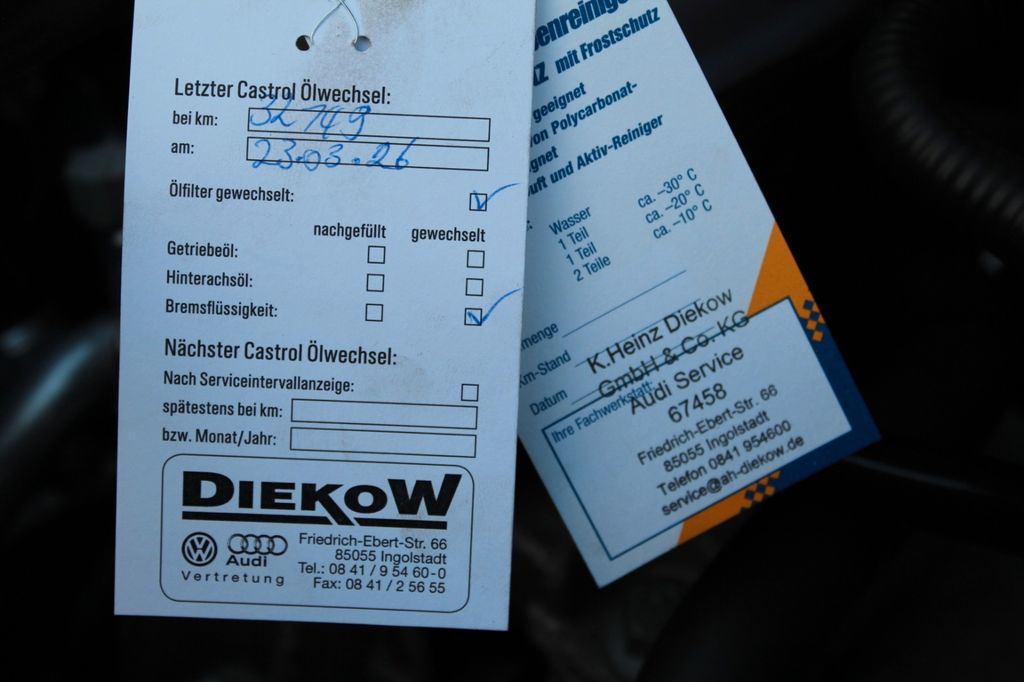 Letzter Castrol Ölwechsel:
bei km: 32749
am: 23.03.26
Ölfilter gewechselt:
nachgefüllt gewechselt
Getriebeöl:
Hinterachsöl:
Bremsflüssigkeit:
Nächster Castrol Ölwechsel:
Nach Serviceintervallanzeige:
spätestens bei km:
bzw. Monat/Jahr:
DIEKOW
Audi
Vertretung
Friedrich-Ebert-Str. 66
85055 Ingolstadt
Tel.: 08 41 / 9 54 60-0
Fax: 08 41 / 2 56 55
mit Frostschutz
geeignet
von Polycarbonat-
und Aktiv-Reiniger
Wasser
1 Teil ca. –30° C
1 Teil ca. –20° C
2 Teile ca. –10° C
menge
km-Stand
Datum
Ihre Fachwerkstatt:
K.Heinz Diekow
GmbH & Co. KG
Audi Service
67458
Friedrich-Ebert-Str. 66
85055 Ingolstadt
Telefon 0841 954600
service@ah-diekow.de